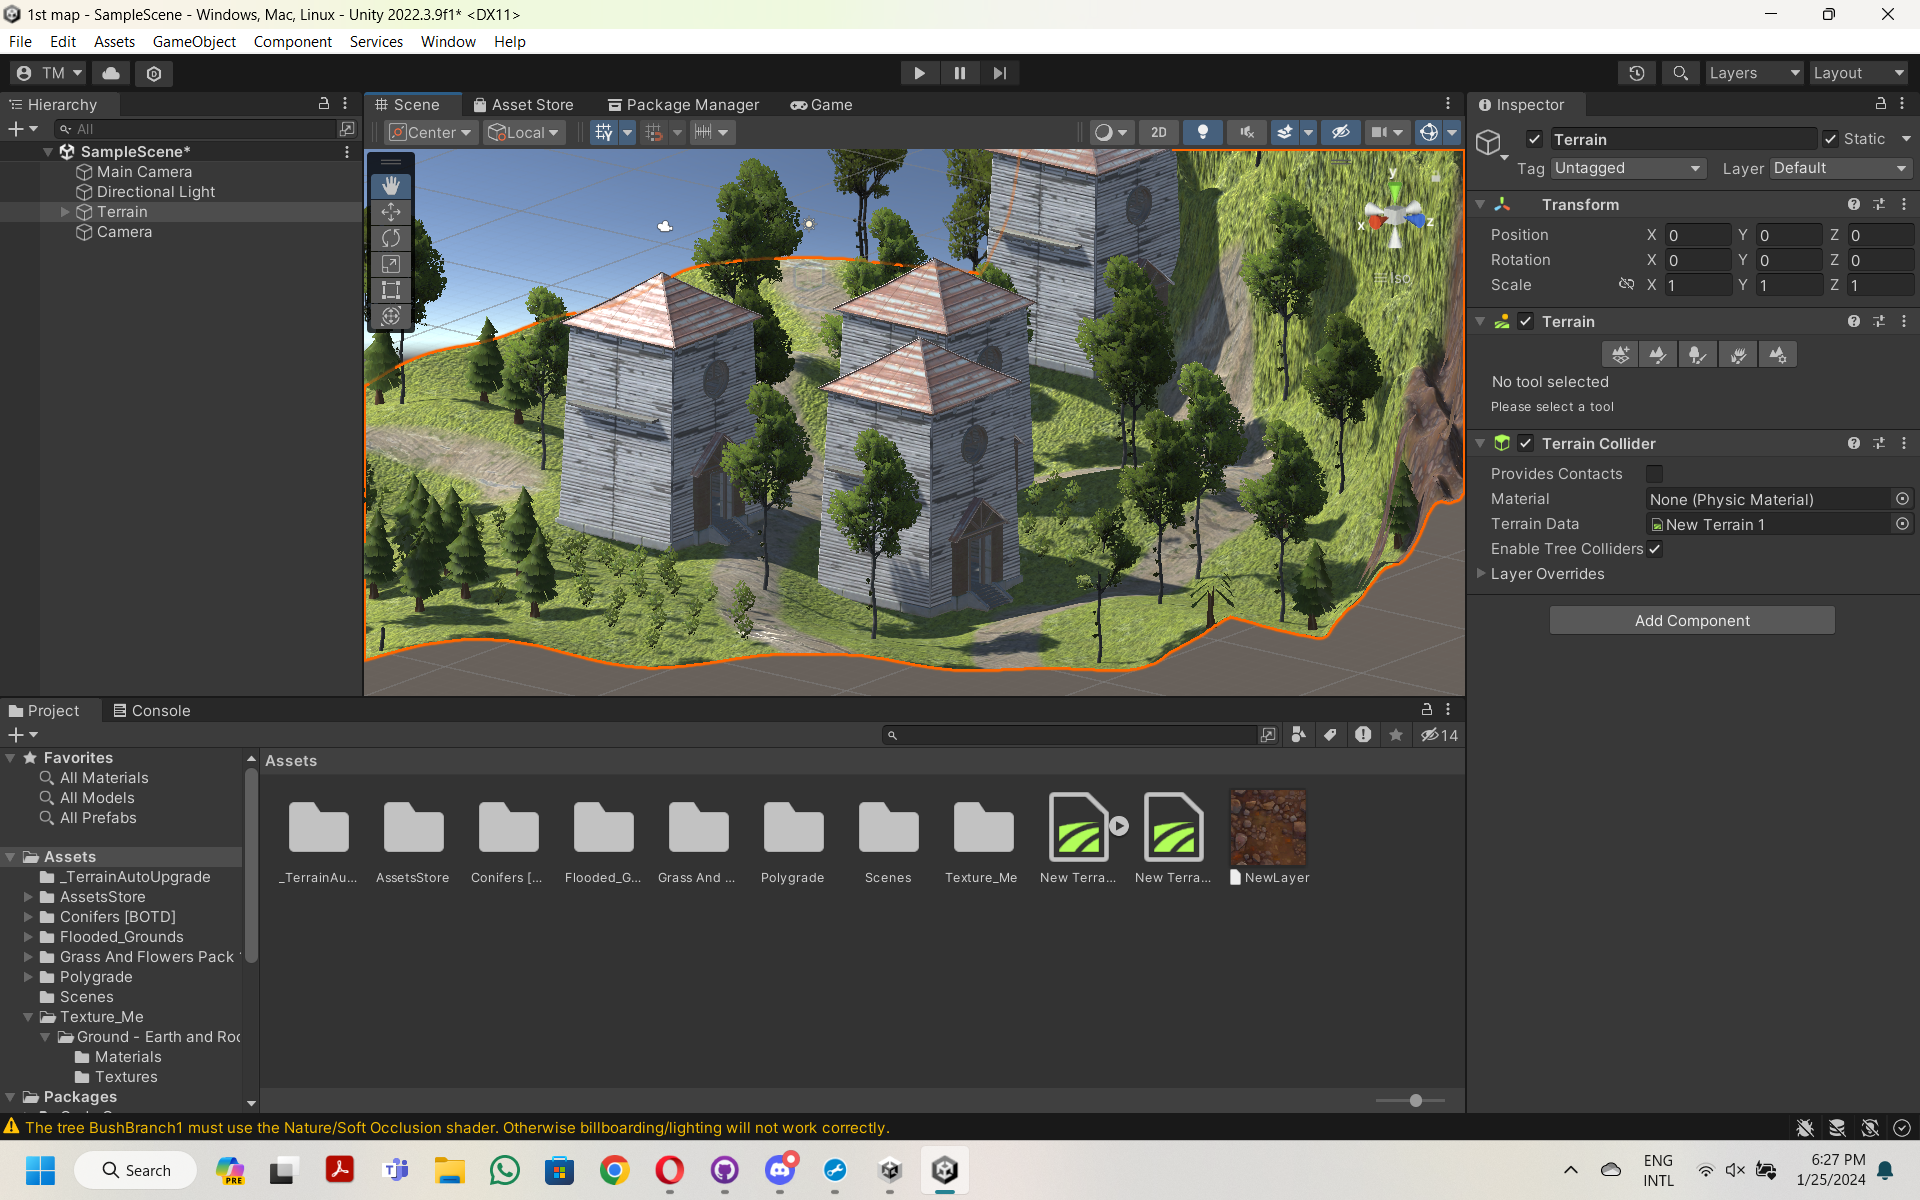 1st map - SampleScene - Windows, Mac, Linux - Unity 2022.3.9f1* <DX11>
File Edit Assets GameObject Component Services Window Help
TM
Layers
Layout
Hierarchy
Scene
Asset Store
Package Manager
Game
Inspector
All
Center
Local
2D
SampleScene*
Main Camera
Directional Light
Terrain
Camera
y
x
z
Iso
Terrain
Static
Tag Untagged
Layer Default
Transform
Position X 0 Y 0 Z 0
Rotation X 0 Y 0 Z 0
Scale X 1 Y 1 Z 1
Terrain
No tool selected
Please select a tool
Terrain Collider
Provides Contacts
Material None (Physic Material)
Terrain Data New Terrain 1
Enable Tree Colliders
Layer Overrides
Add Component
Project
Console
14
Favorites
All Materials
All Models
All Prefabs
Assets
_TerrainAutoUpgrade
AssetsStore
Conifers [BOTD]
Flooded_Grounds
Grass And Flowers Pack
Polygrade
Scenes
Texture_Me
Ground - Earth and Roc
Materials
Textures
Packages
Assets
_TerrainAu...
AssetsStore
Conifers [...
Flooded_G...
Grass And ...
Polygrade
Scenes
Texture_Me
New Terra...
New Terra...
NewLayer
The tree BushBranch1 must use the Nature/Soft Occlusion shader. Otherwise billboarding/lighting will not work correctly.
Search
PRE
ENG
INTL
6:27 PM
1/25/2024